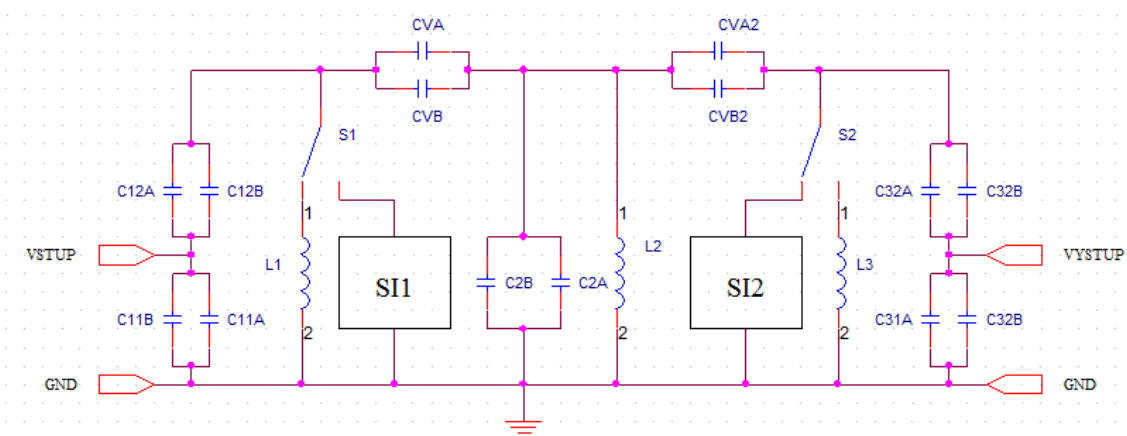 CVA
CVA2
CVB
CVB2
S1
S2
C12A
C12B
C32A
C32B
1
1
1
VSTUP
L1
L2
L3
VYSTUP
SI1
C2B
C2A
SI2
C11B
C11A
C31A
C32B
2
2
2
GND
GND